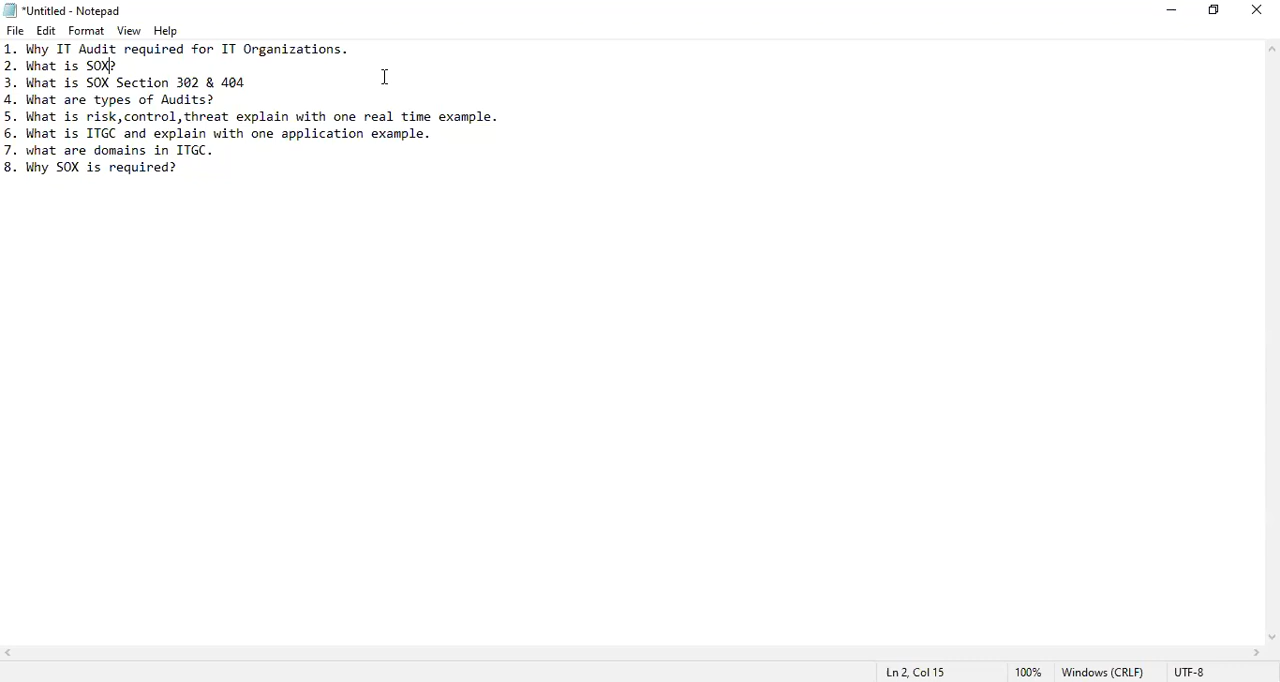 *Untitled - Notepad
File Edit Format View Help
1. Why IT Audit required for IT Organizations.
2. What is SOX?
3. What is SOX Section 302 & 404
4. What are types of Audits?
5. What is risk,control,threat explain with one real time example.
6. What is ITGC and explain with one application example.
7. what are domains in ITGC.
8. Why SOX is required?
Ln 2, Col 15 100% Windows (CRLF) UTF-8